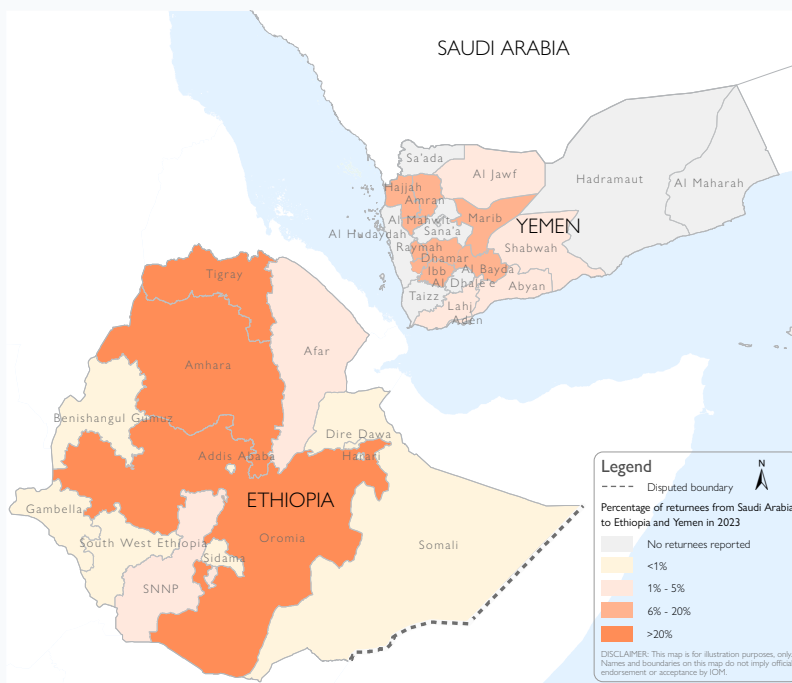 SAUDI ARABIA
Sa'ada
Al Jawf
Hadramaut
Al Maharah
Hajjah
Amran
Al Mahwit
Marib
YEMEN
Al Hudaydah
Sana'a
Raymah
Shabwah
Dhamar
Ibb
Al Bayda
Al Dhale'e
Abyan
Taizz
Lahj
Aden
Tigray
Afar
Amhara
Benishangul Gumuz
Dire Dawa
Addis Ababa
Harari
ETHIOPIA
Gambella
Oromia
South West Ethiopia
Somali
Sidama
SNNP
Legend
N
Disputed boundary
Percentage of returnees from Saudi Arabia
to Ethiopia and Yemen in 2023
No returnees reported
<1%
1% - 5%
6% - 20%
>20%
DISCLAIMER: This map is for illustration purposes, only.
Names and boundaries on this map do not imply official
endorsement or acceptance by IOM.